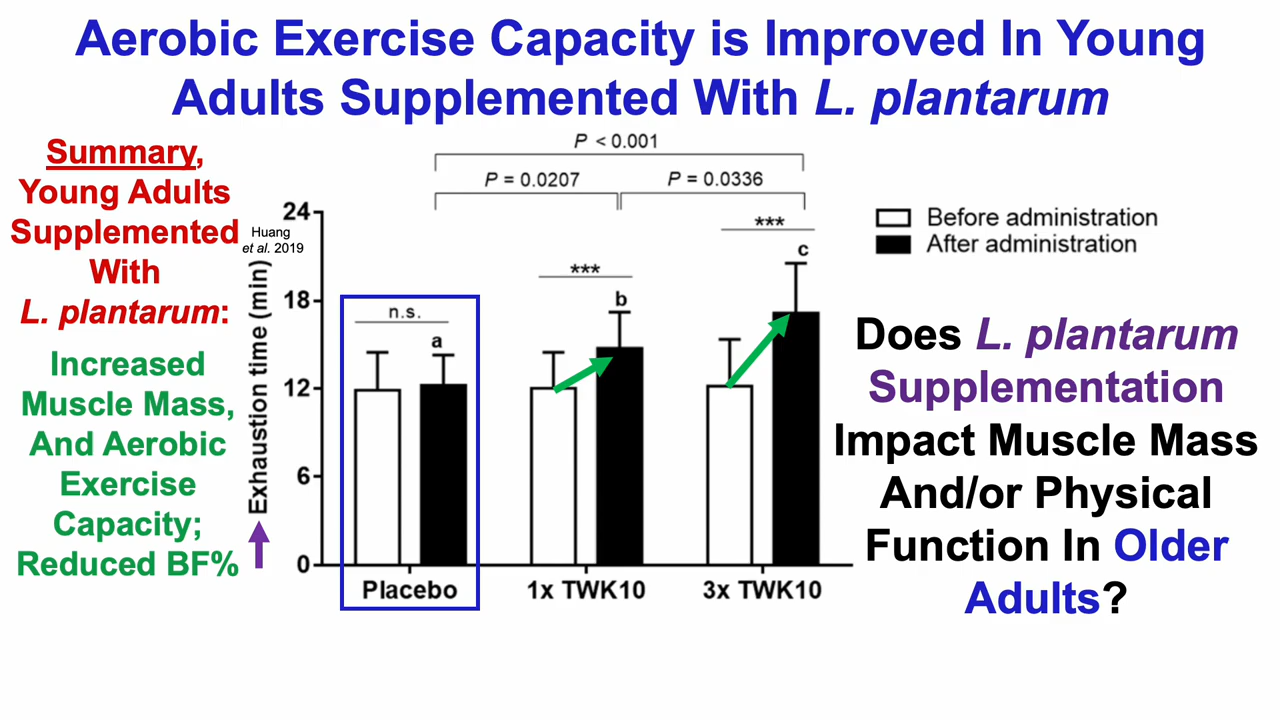 Aerobic Exercise Capacity is Improved In Young
Adults Supplemented With L. plantarum
Summary,
Young Adults
Supplemented
With
L. plantarum:
Increased
Muscle Mass,
And Aerobic
Exercise
Capacity;
Reduced BF%
Huang
et al. 2019
P < 0.001
P = 0.0207
P = 0.0336
Exhaustion time (min)
24
18
12
6
0
n.s.
a
***
b
***
c
Placebo
1x TWK10
3x TWK10
Before administration
After administration
Does L. plantarum
Supplementation
Impact Muscle Mass
And/or Physical
Function In Older
Adults?